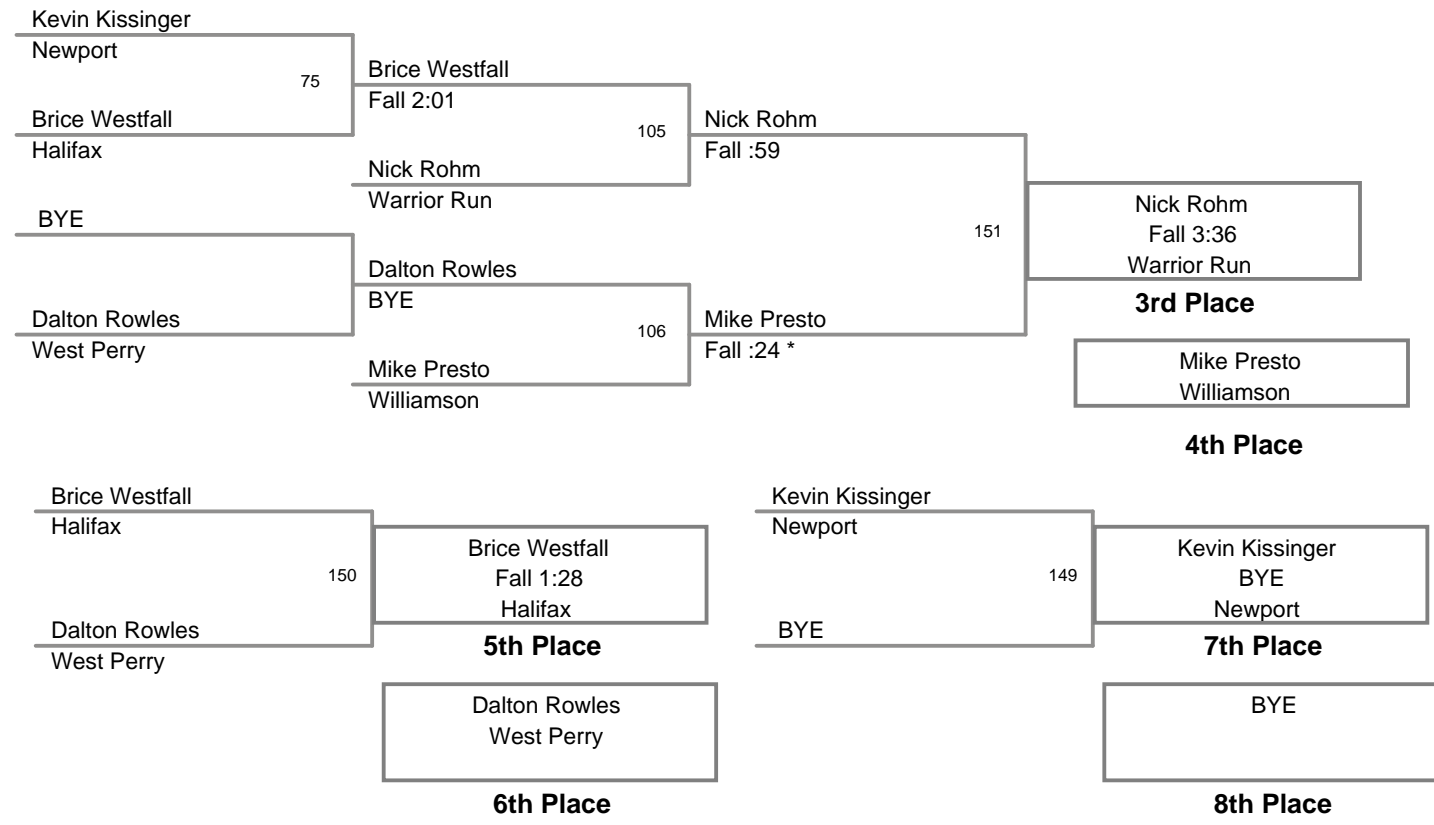 Kevin Kissinger
Newport
75
Brice Westfall
Halifax
Brice Westfall
Fall 2:01
105
Nick Rohm
Warrior Run
Nick Rohm
Fall :59
BYE
Dalton Rowles
West Perry
Dalton Rowles
BYE
106
Mike Presto
Williamson
Mike Presto
Fall :24 *
151
Nick Rohm
Fall 3:36
Warrior Run
3rd Place
Mike Presto
Williamson
4th Place
Brice Westfall
Halifax
150
Dalton Rowles
West Perry
Brice Westfall
Fall 1:28
Halifax
5th Place
Dalton Rowles
West Perry
6th Place
Kevin Kissinger
Newport
149
BYE
Kevin Kissinger
BYE
Newport
7th Place
BYE
8th Place